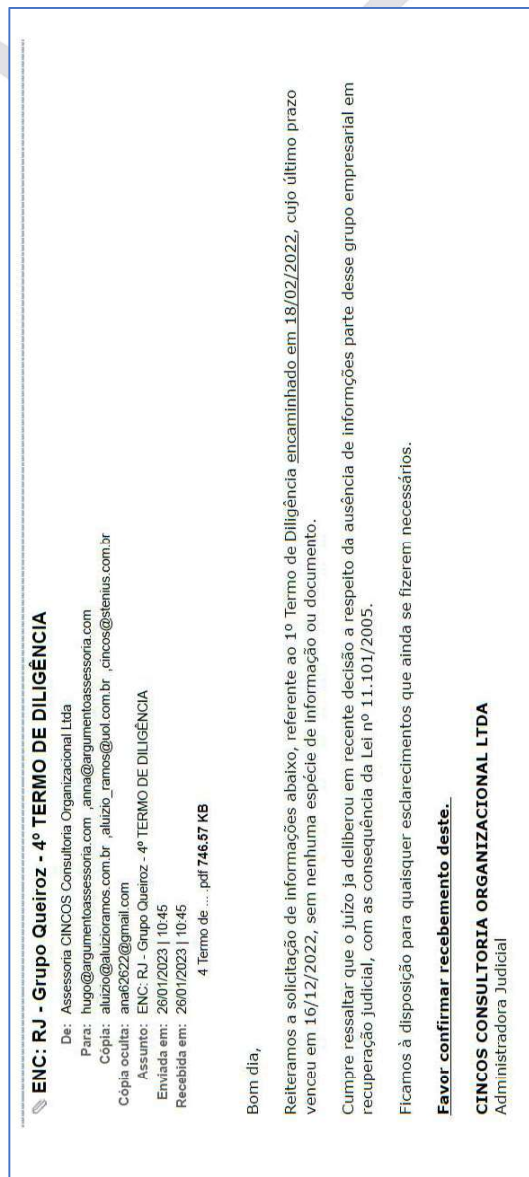 ENC: RJ - Grupo Queiroz - 4º TERMO DE DILIGÊNCIA
De: Assessoria CINCOS Consultoria Organizacional Ltda
Para: hugo@argumentoassessoria.com ,anna@argumentoassessoria.com
Cópia: aluizio@aluizioramos.com.br ,aluizio_ramos@uol.com.br ,cincos@stenius.com.br
Cópia oculta: ana62622@gmail.com
Assunto: ENC: RJ - Grupo Queiroz - 4º TERMO DE DILIGÊNCIA
Enviada em: 26/01/2023 | 10:45
Recebida em: 26/01/2023 | 10:45
4 Termo de ... .pdf 746.57 KB
Bom dia,
Reiteramos a solicitação de informações abaixo, referente ao 1º Termo de Diligência encaminhado em 18/02/2022, cujo último prazo
venceu em 16/12/2022, sem nenhuma espécie de Informação ou documento.
Cumpre ressaltar que o juízo ja deliberou em recente decisão a respeito da ausência de informções parte desse grupo empresarial em
recuperação judicial, com as consequência da Lei nº 11.101/2005.
Ficamos à disposição para quaisquer esclarecimentos que ainda se fizerem necessários.
Favor confirmar recebemento deste.
CINCOS CONSULTORIA ORGANIZACIONAL LTDA
Administradora Judicial